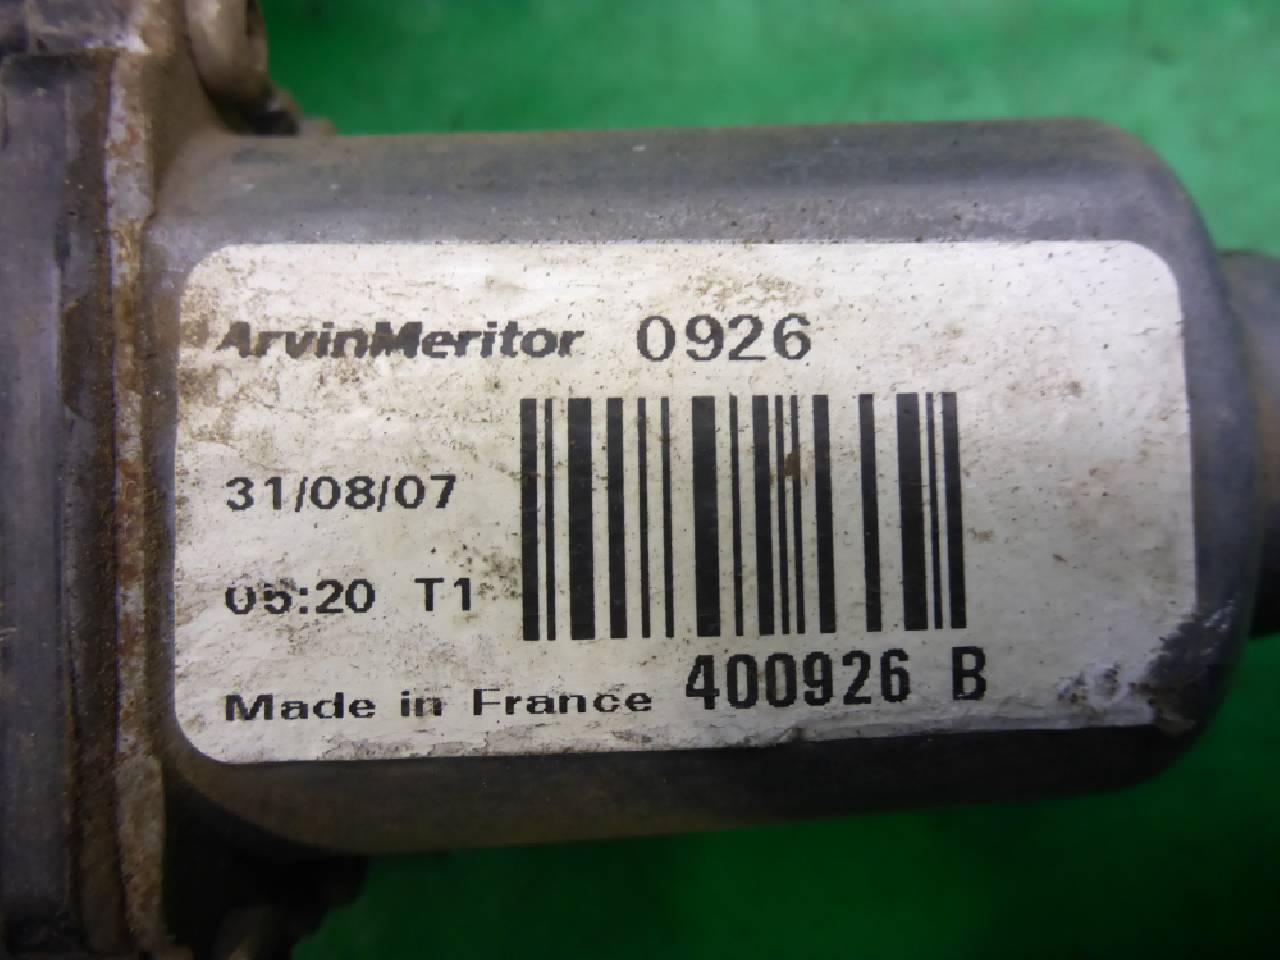 ArvinMeritor 0926
31/08/07
05:20 T1
Made in France 400926 B